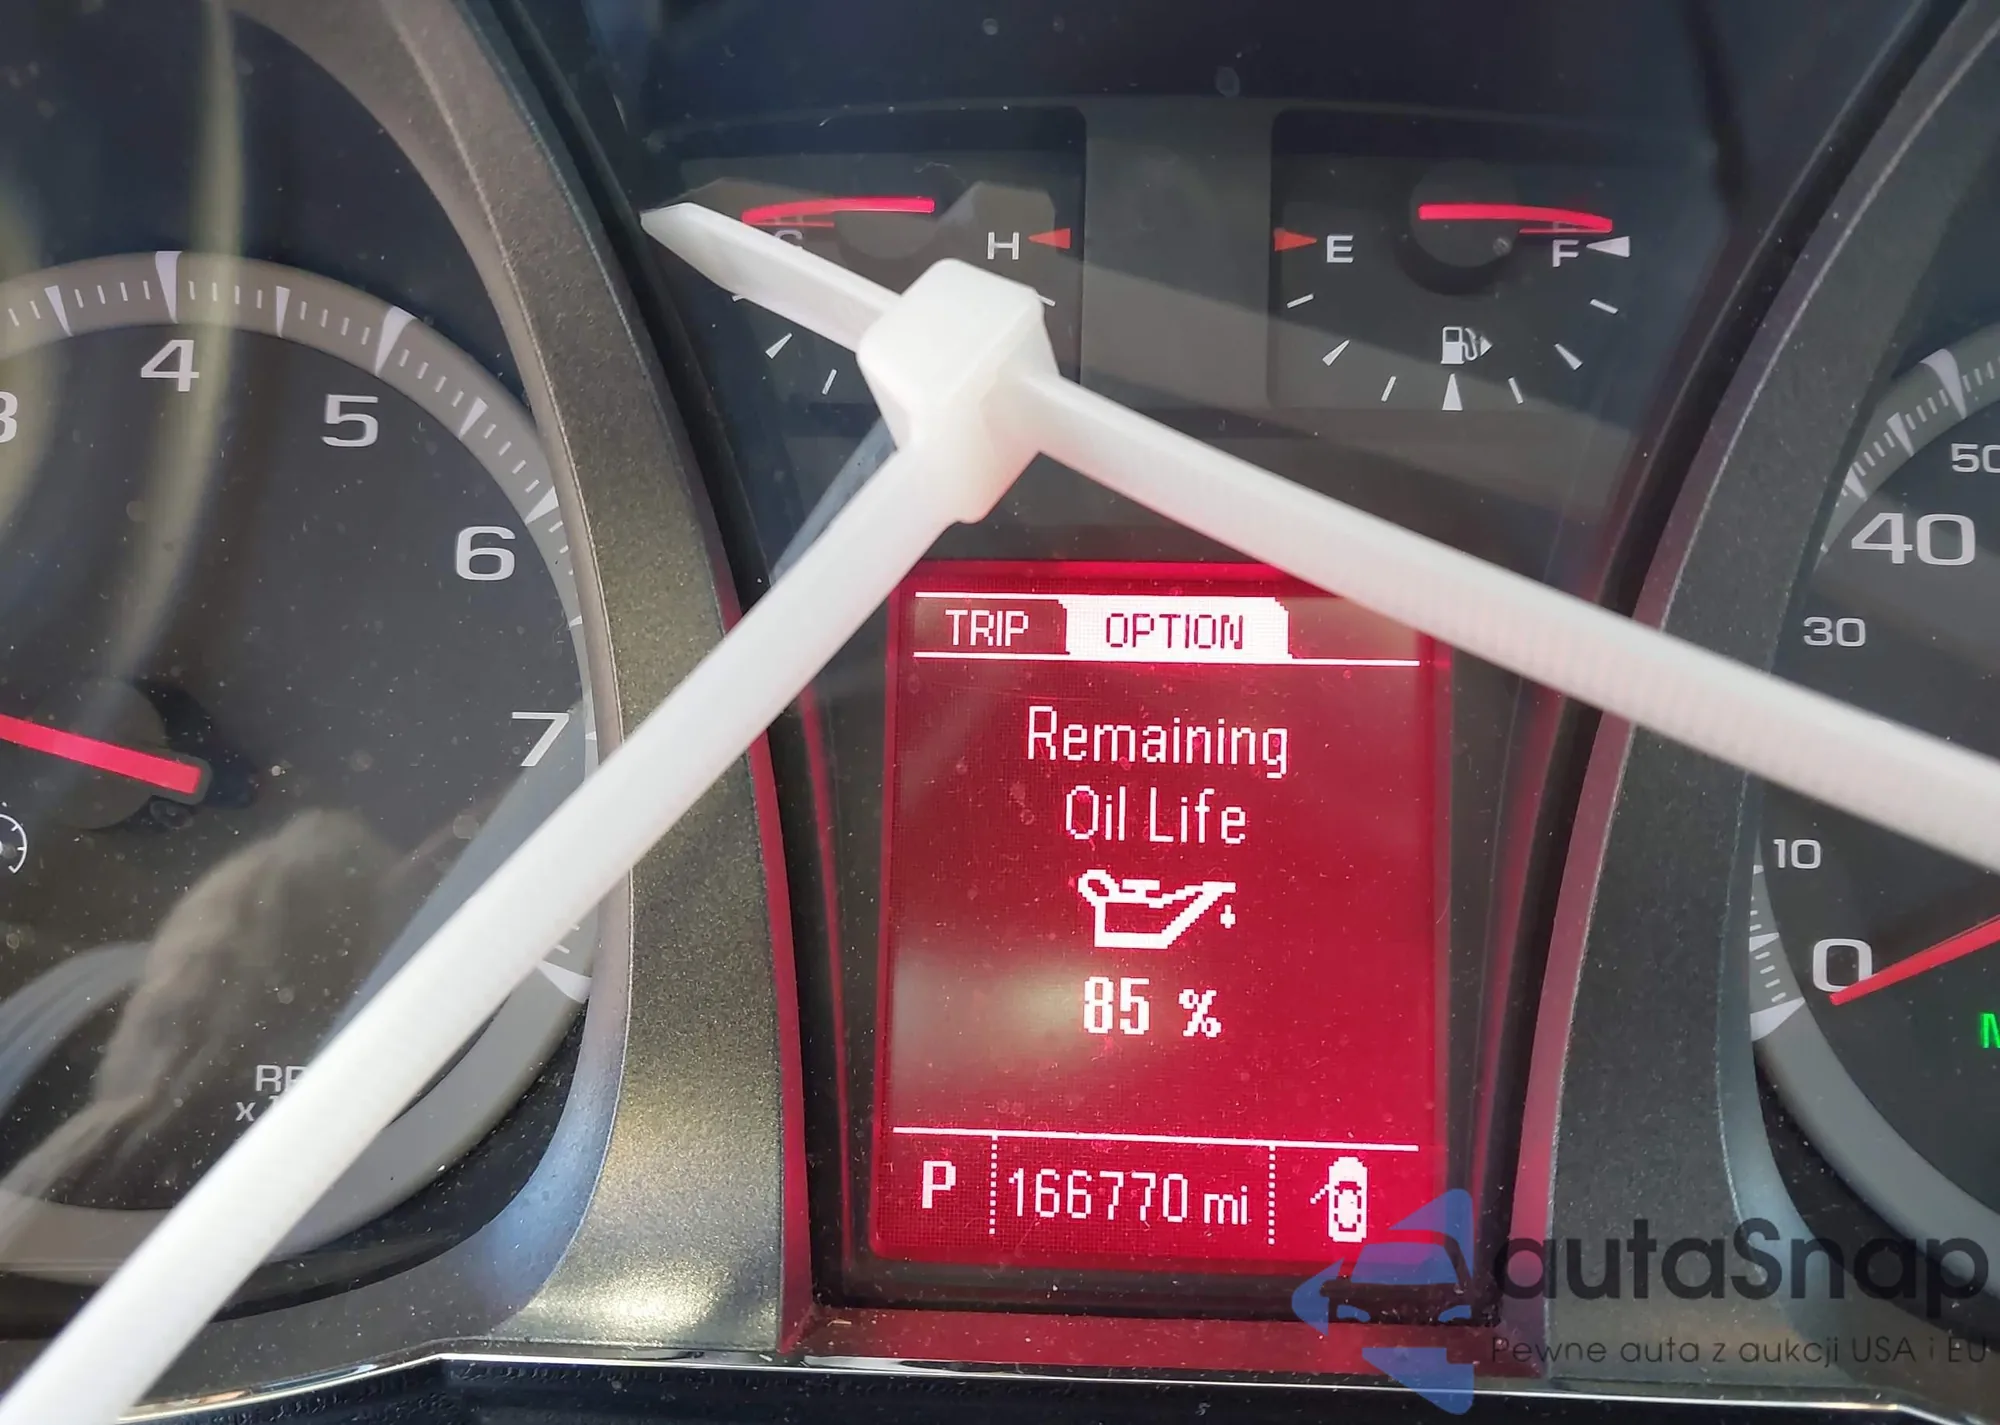 H
E
F
3
4
5
6
7
50
40
30
10
0
TRIP OPTION
Remaining
Oil Life
85 %
P 166770 mi
autaSnap
Pewne auta z aukcji USA i EU